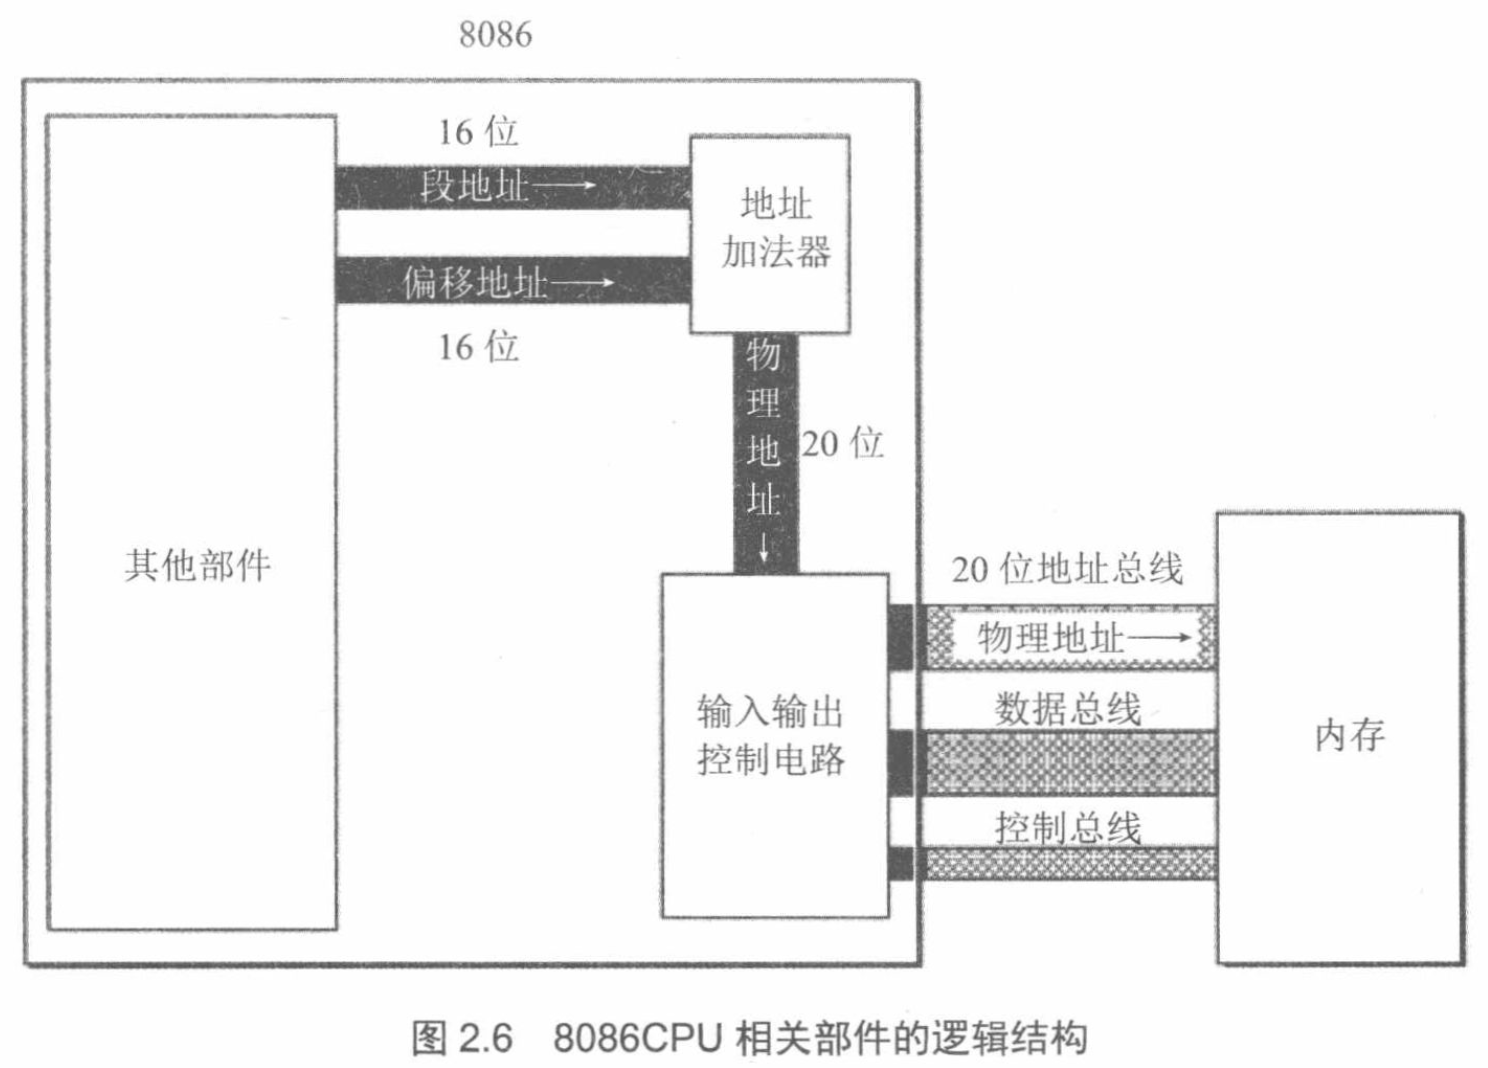 8086
16 位
段地址
地址
加法器
偏移地址
16 位
物理地址
20 位
其他部件
20 位地址总线
物理地址
输入输出
控制电路
数据总线
内存
控制总线
图 2.6 8086CPU 相关部件的逻辑结构